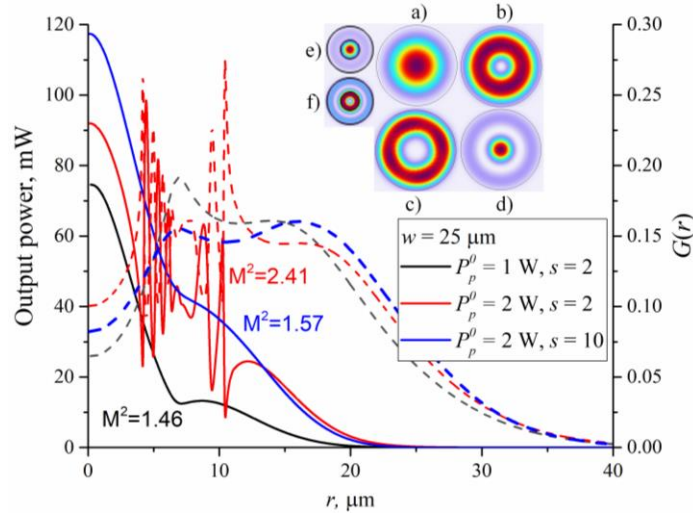 a) b)
e)
f)
c) d)
120
100
80
60
40
20
0
Output power, mW
0.30
0.25
0.20
0.15
0.10
0.05
0.00
G(r)
w = 25 μm
P_p^0 = 1 W, s = 2
P_p^0 = 2 W, s = 2
P_p^0 = 2 W, s = 10
M²=2.41
M²=1.57
M²=1.46
0 10 20 30 40
r, μm